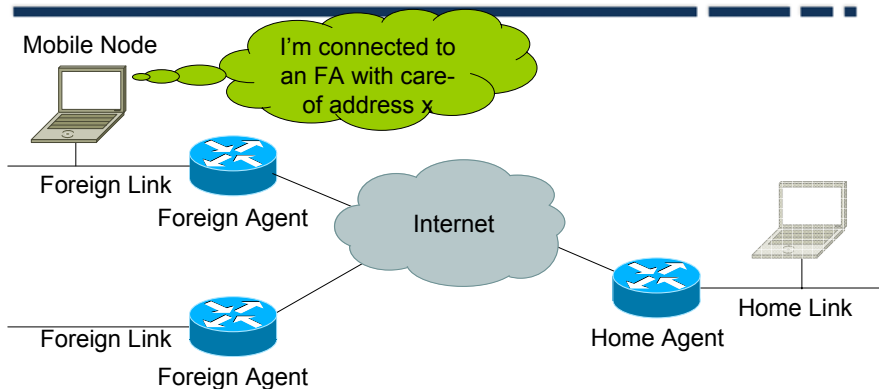 Mobile Node
I'm connected to
an FA with care-
of address x
Foreign Link
Foreign Agent
Internet
Home Link
Home Agent
Foreign Link
Foreign Agent